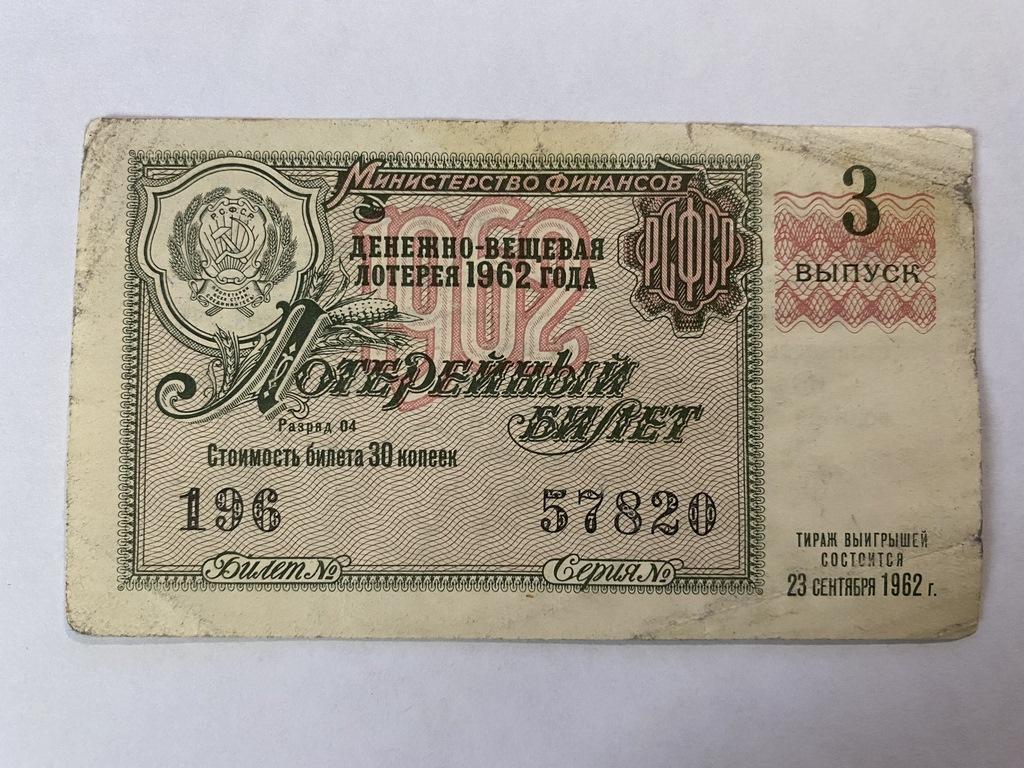 МИНИСТЕРСТВО ФИНАНСОВ
РСФСР
1962
ДЕНЕЖНО-ВЕЩЕВАЯ
ЛОТЕРЕЯ 1962 ГОДА
РСФСР
ЛОТЕРЕЙНЫЙ
БИЛЕТ
Разряд 04
Стоимость билета 30 копеек
196
57820
Билет №
Серия №
3
ВЫПУСК
ТИРАЖ ВЫИГРЫШЕЙ
СОСТОИТСЯ
23 СЕНТЯБРЯ 1962 г.